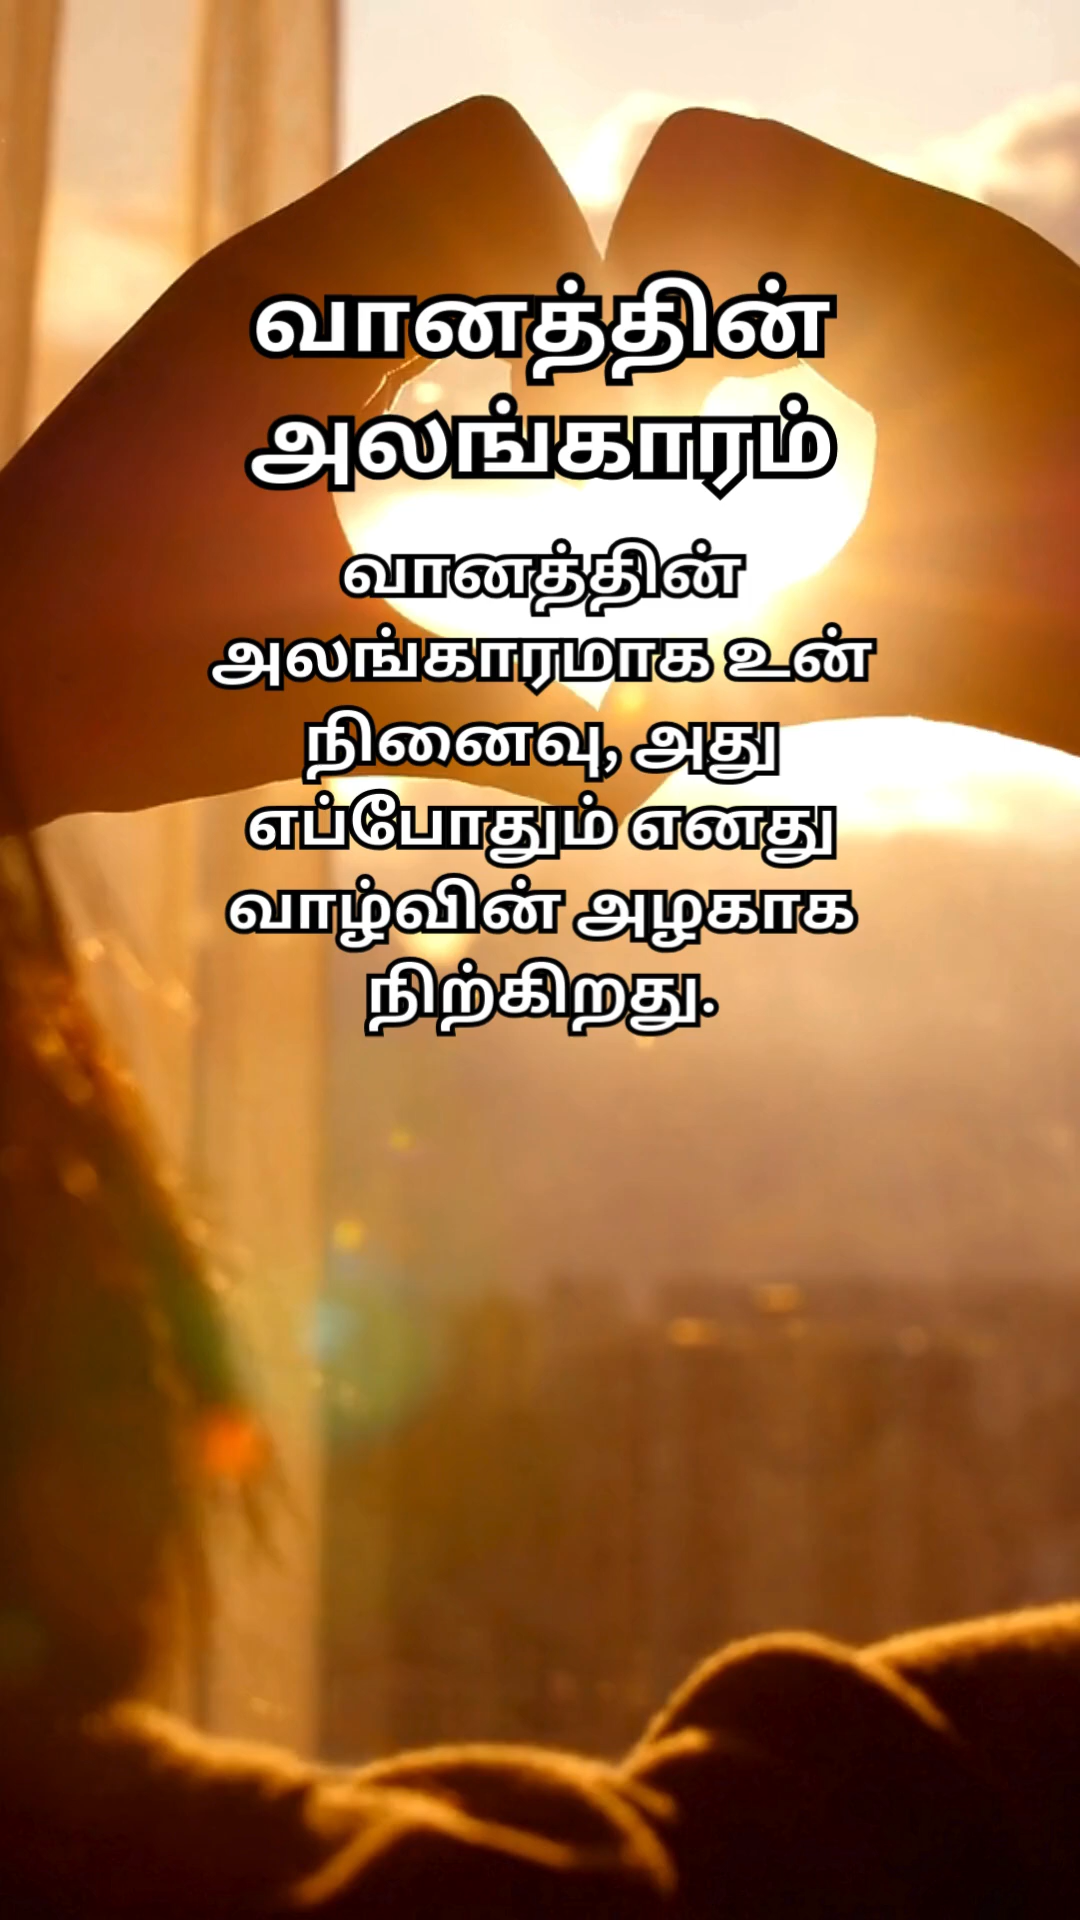 வானத்தின்
அலங்காரம்
வானத்தின்
அலங்காரமாக உன்
நினைவு, அது
எப்போதும் எனது
வாழ்வின் அழகாக
நிற்கிறது.